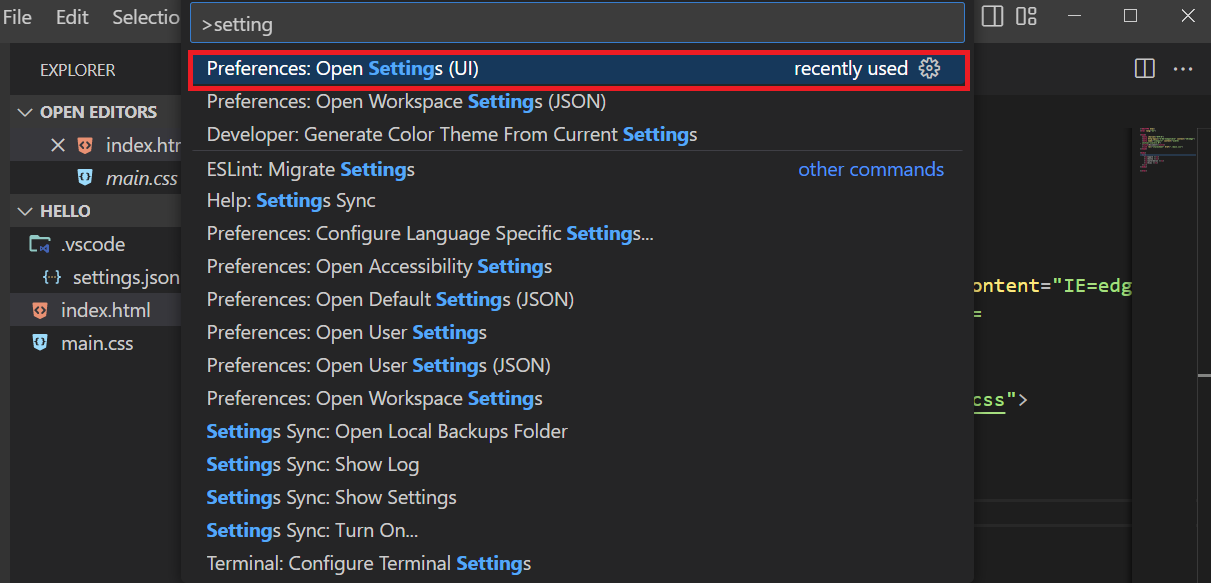 File Edit Selectio
>setting
Preferences: Open Settings (UI) recently used
Preferences: Open Workspace Settings (JSON)
Developer: Generate Color Theme From Current Settings
ESLint: Migrate Settings other commands
Help: Settings Sync
Preferences: Configure Language Specific Settings...
Preferences: Open Accessibility Settings
Preferences: Open Default Settings (JSON)
Preferences: Open User Settings
Preferences: Open User Settings (JSON)
Preferences: Open Workspace Settings
Settings Sync: Open Local Backups Folder
Settings Sync: Show Log
Settings Sync: Show Settings
Settings Sync: Turn On...
Terminal: Configure Terminal Settings
EXPLORER
OPEN EDITORS
index.htm
main.css
HELLO
.vscode
settings.json
index.html
main.css
ontent="IE=edg
=
css">